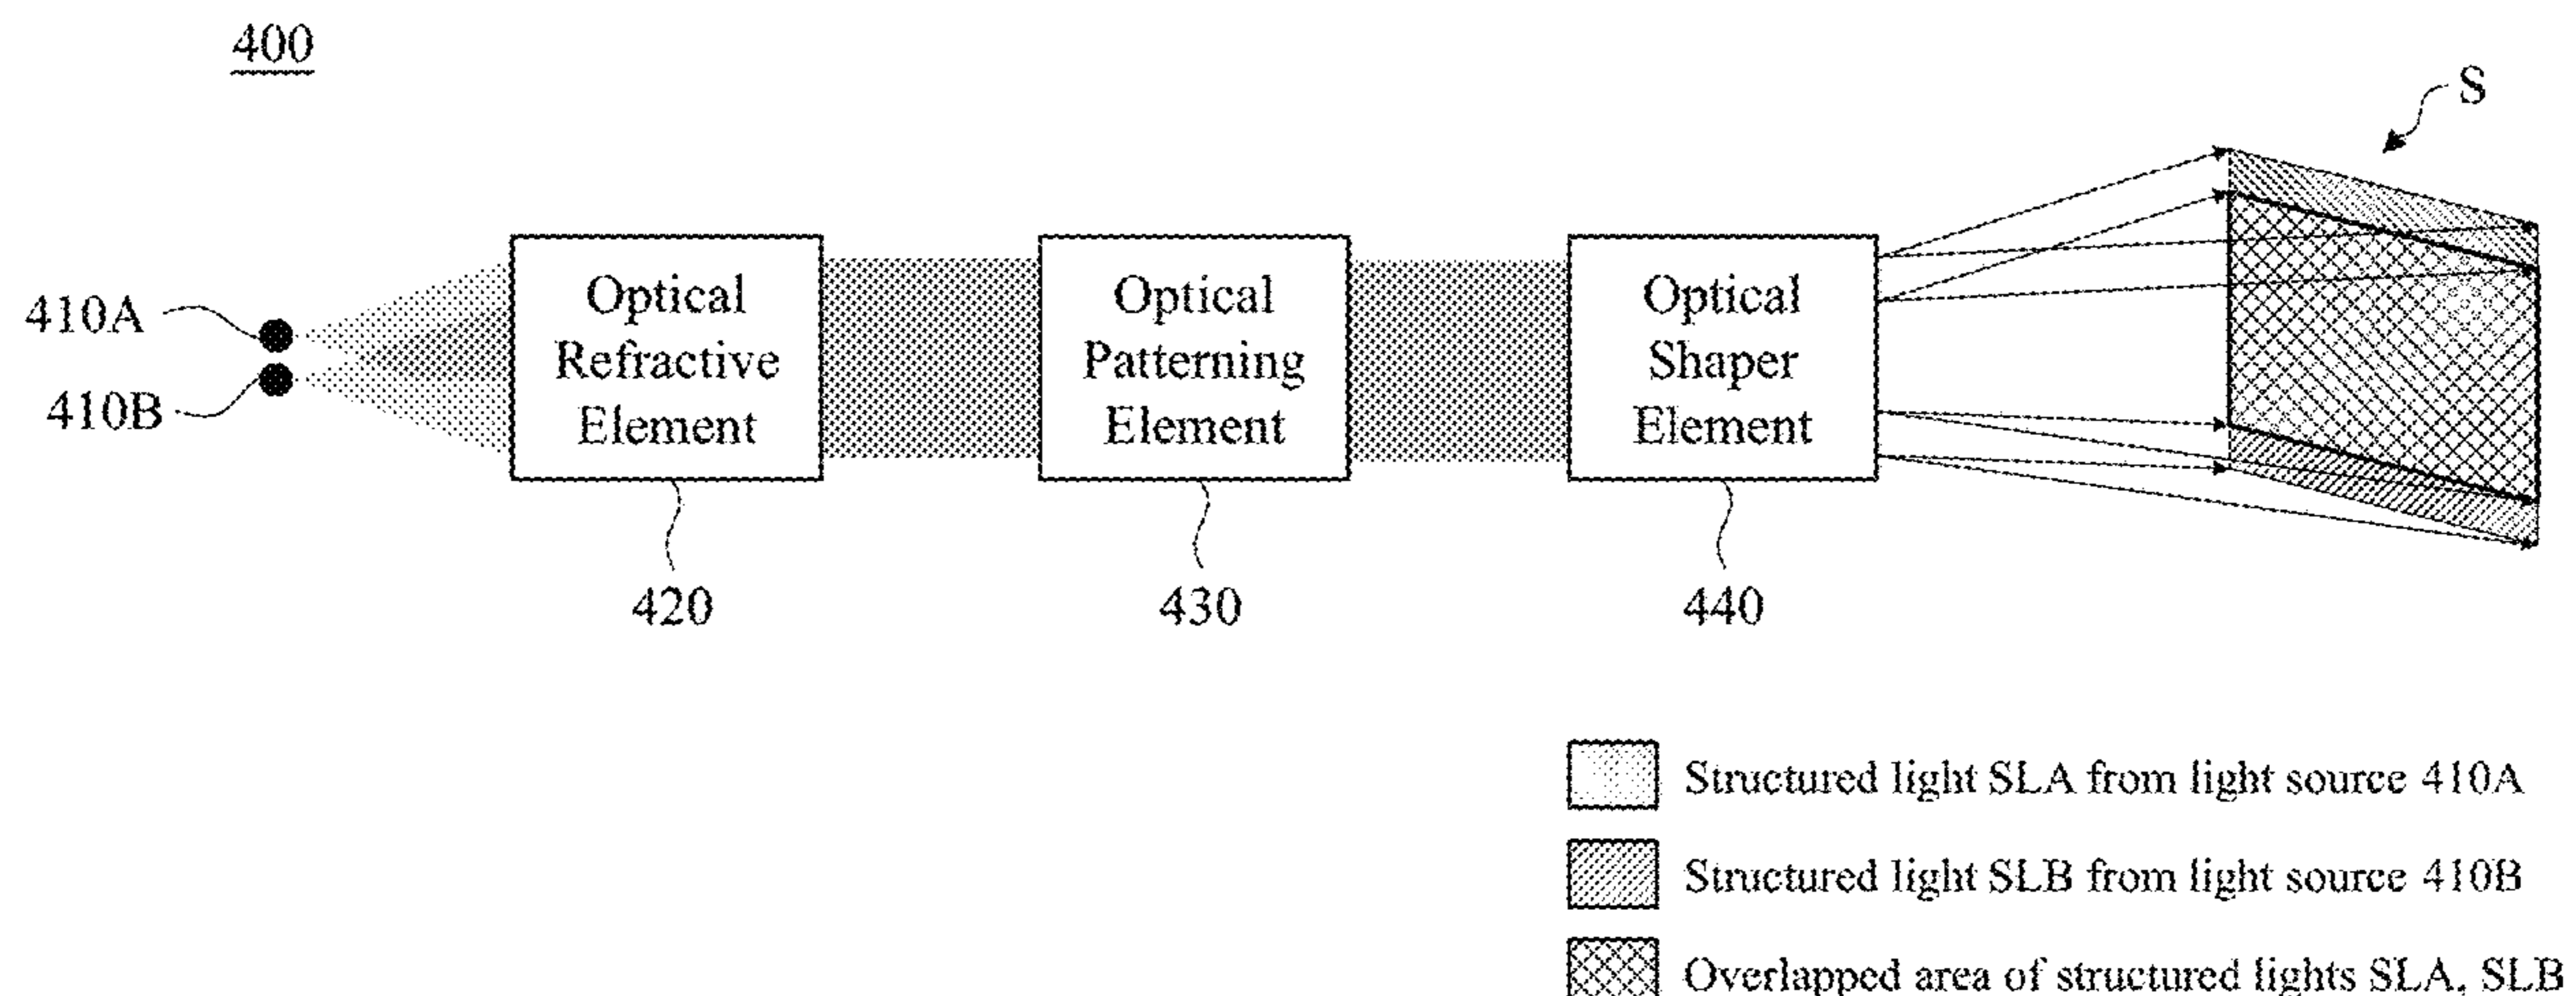 400
S
410A
410B
Optical
Refractive
Element
Optical
Patterning
Element
Optical
Shaper
Element
420
430
440
Structured light SLA from light source 410A
Structured light SLB from light source 410B
Overlapped area of structured lights SLA, SLB